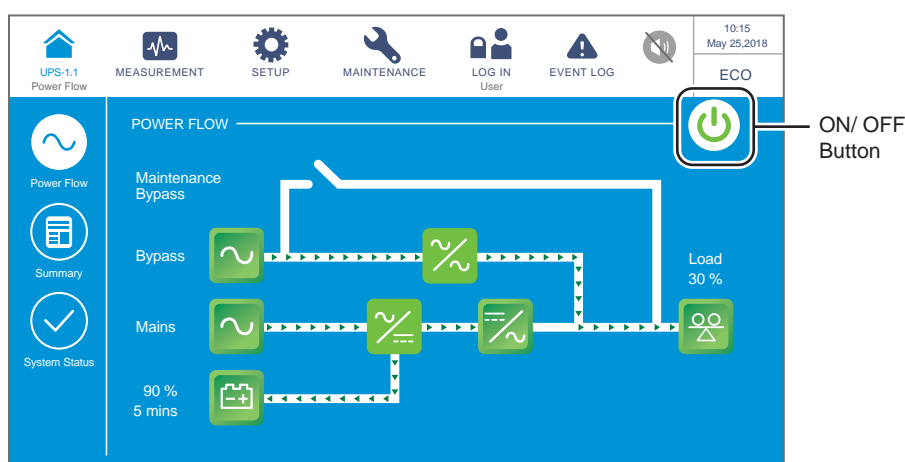 10:15
May 25,2018
UPS-1.1
Power Flow
MEASUREMENT
SETUP
MAINTENANCE
LOG IN
User
EVENT LOG
ECO
ON/ OFF
Button
POWER FLOW
Power Flow
Maintenance
Bypass
Bypass
Load
30 %
Summary
Mains
System Status
90 %
5 mins